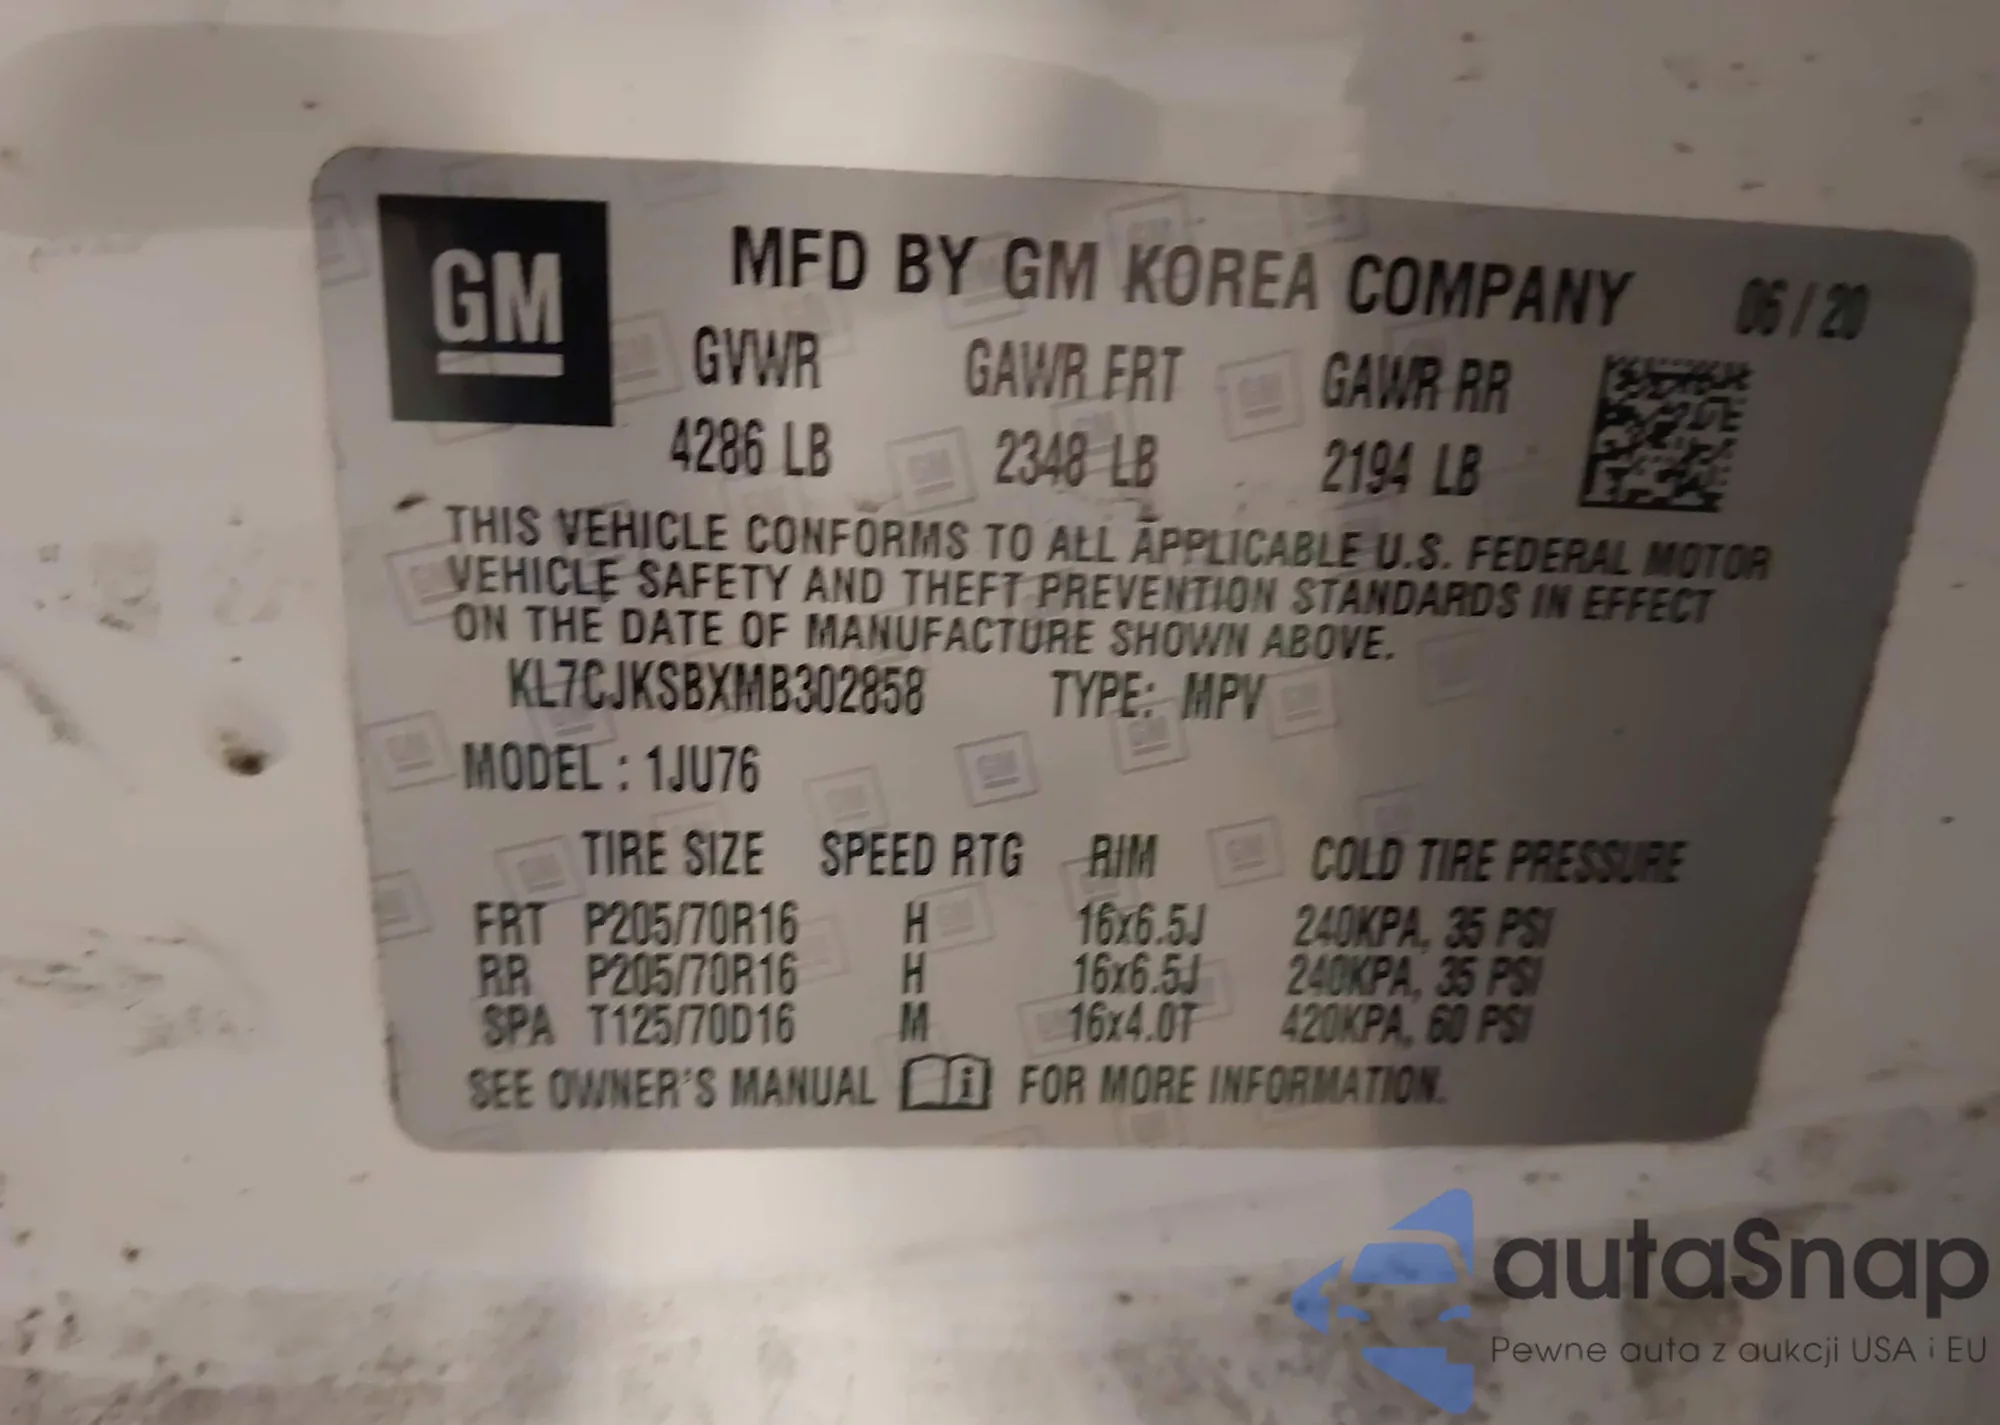 GM
MFD BY GM KOREA COMPANY 06/20
GVWR GAWR FRT GAWR RR
4286 LB 2348 LB 2194 LB
THIS VEHICLE CONFORMS TO ALL APPLICABLE U.S. FEDERAL MOTOR
VEHICLE SAFETY AND THEFT PREVENTION STANDARDS IN EFFECT
ON THE DATE OF MANUFACTURE SHOWN ABOVE.
KL7CJKSBXMB302858 TYPE: MPV
MODEL : 1JU76
TIRE SIZE SPEED RTG RIM COLD TIRE PRESSURE
FRT P205/70R16 H 16x6.5J 240KPA, 35 PSI
RR P205/70R16 H 16x6.5J 240KPA, 35 PSI
SPA T125/70D16 M 16x4.0T 420KPA, 60 PSI
SEE OWNER'S MANUAL i FOR MORE INFORMATION.
autaSnap
Pewne auta z aukcji USA i EU